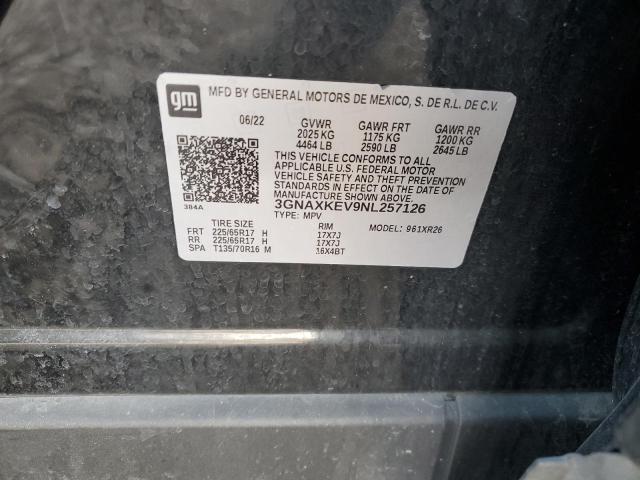 gm
MFD BY GENERAL MOTORS DE MEXICO, S. DE R.L. DE C.V.
06/22 GVWR GAWR FRT GAWR RR
2025 KG 1175 KG 1200 KG
4464 LB 2590 LB 2645 LB
THIS VEHICLE CONFORMS TO ALL
APPLICABLE U.S. FEDERAL MOTOR
VEHICLE SAFETY AND THEFT
PREVENTION STANDARDS IN
EFFECT ON THE DATE OF
MANUFACTURE SHOWN ABOVE.
384A
3GNAXKEV9NL257126
TYPE: MPV MODEL: 961XR26
TIRE SIZE RIM
FRT 225/65R17 H 17X7J
RR 225/65R17 H 17X7J
SPA T135/70R16 M 16X4BT